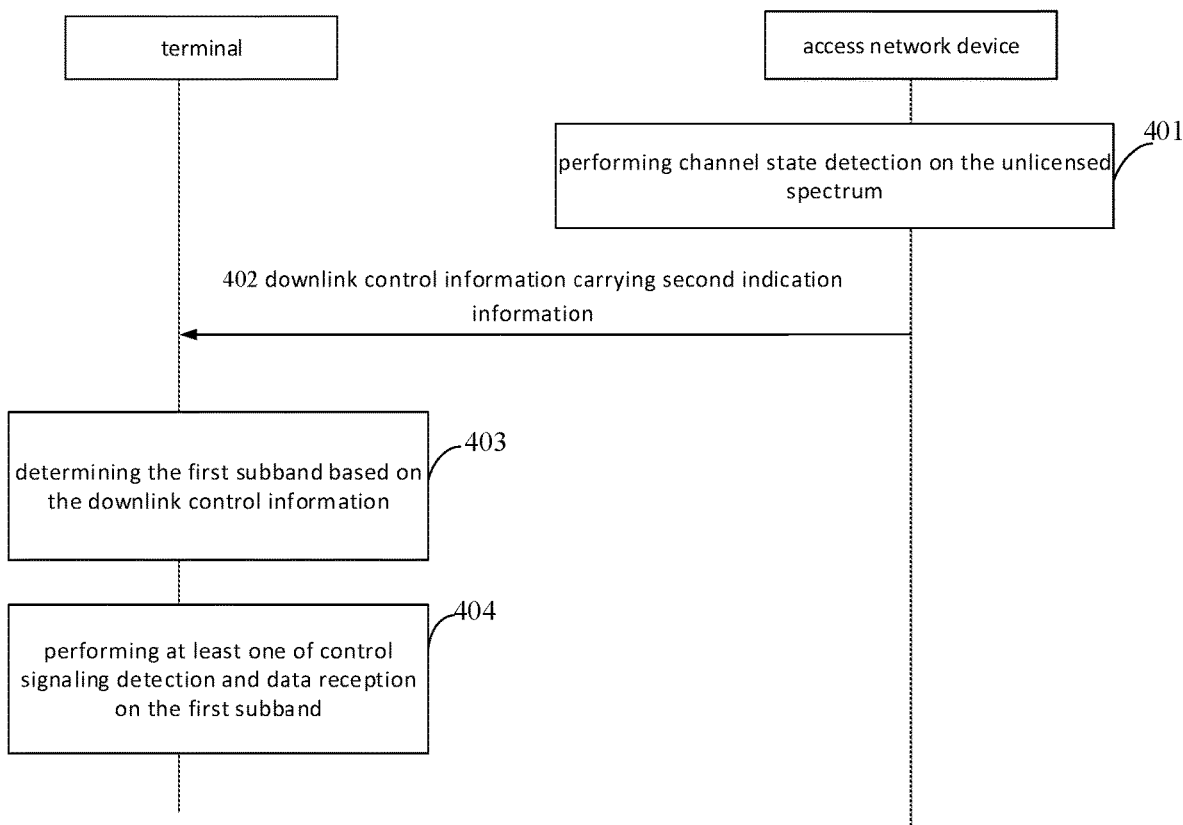 terminal
access network device
401
performing channel state detection on the unlicensed
spectrum
402 downlink control information carrying second indication
information
403
determining the first subband based on
the downlink control information
404
performing at least one of control
signaling detection and data reception
on the first subband